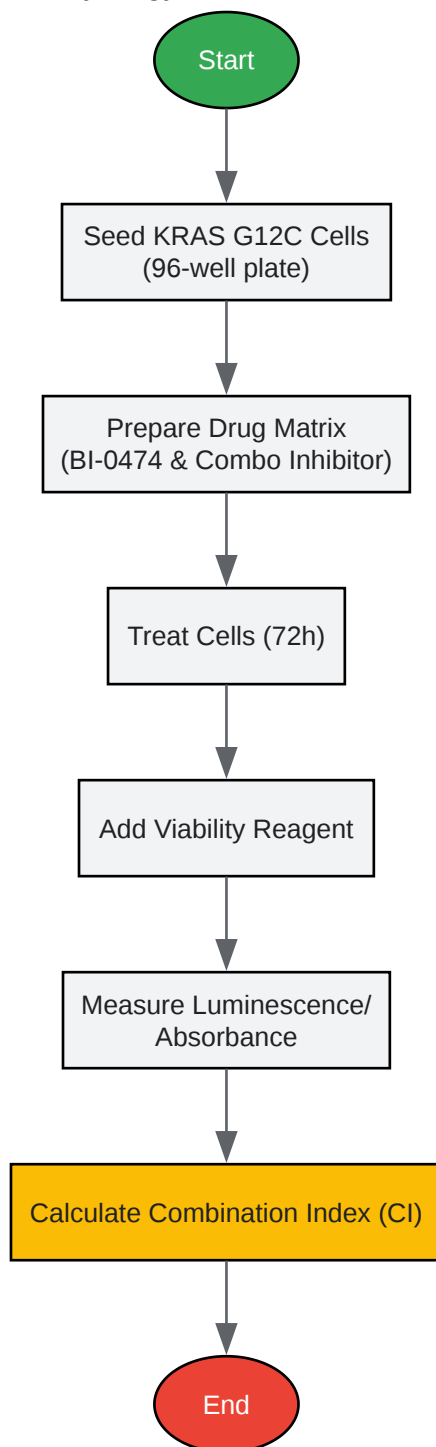 Start
Seed KRAS G12C Cells
(96-well plate)
Prepare Drug Matrix
(BI-0474 & Combo Inhibitor)
Treat Cells (72h)
Add Viability Reagent
Measure Luminescence/
Absorbance
Calculate Combination Index (CI)
End